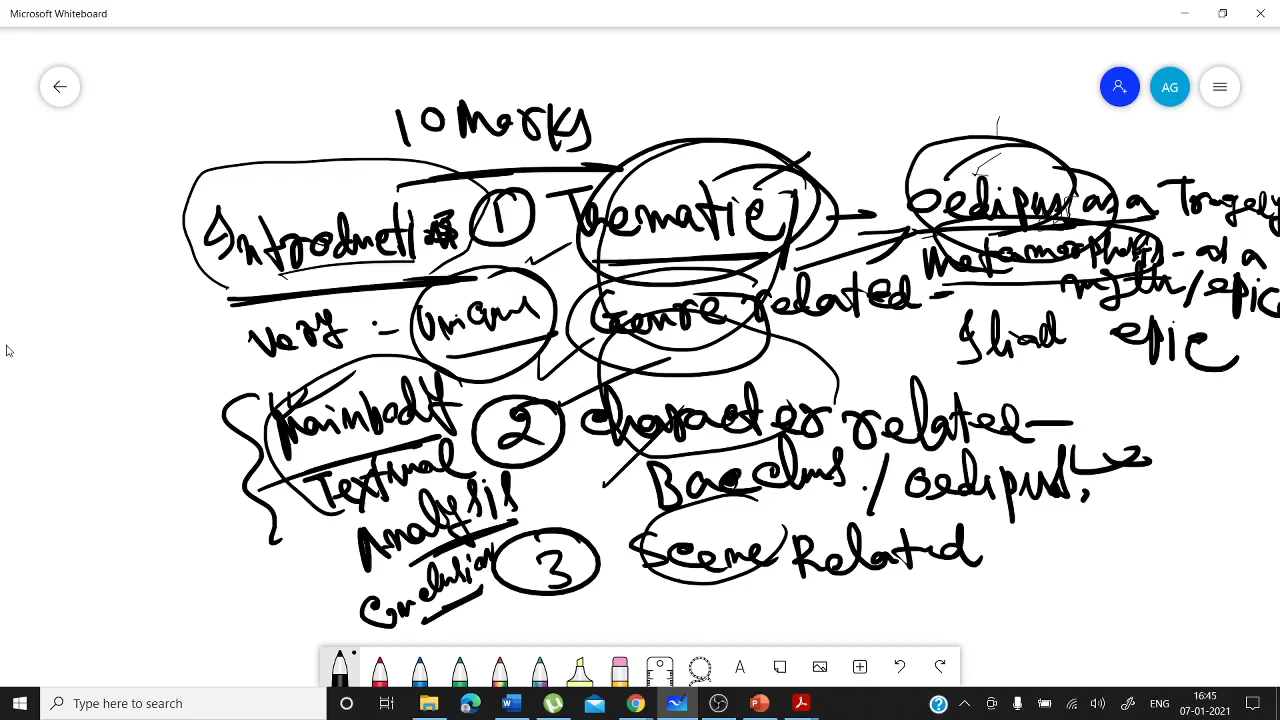 Microsoft Whiteboard
AG
10 Marks
Introduction ① Thematic → Oedipus as a Tragedy
Metamorphosis - as a myth/epic
very :- Unique Genre related - Iliad epic
Mainbody ② Character related -
Textual Analysis Bacchus / Oedipus,
Conclusion ③ Scene Related
A
Type here to search
16:45
07-01-2021